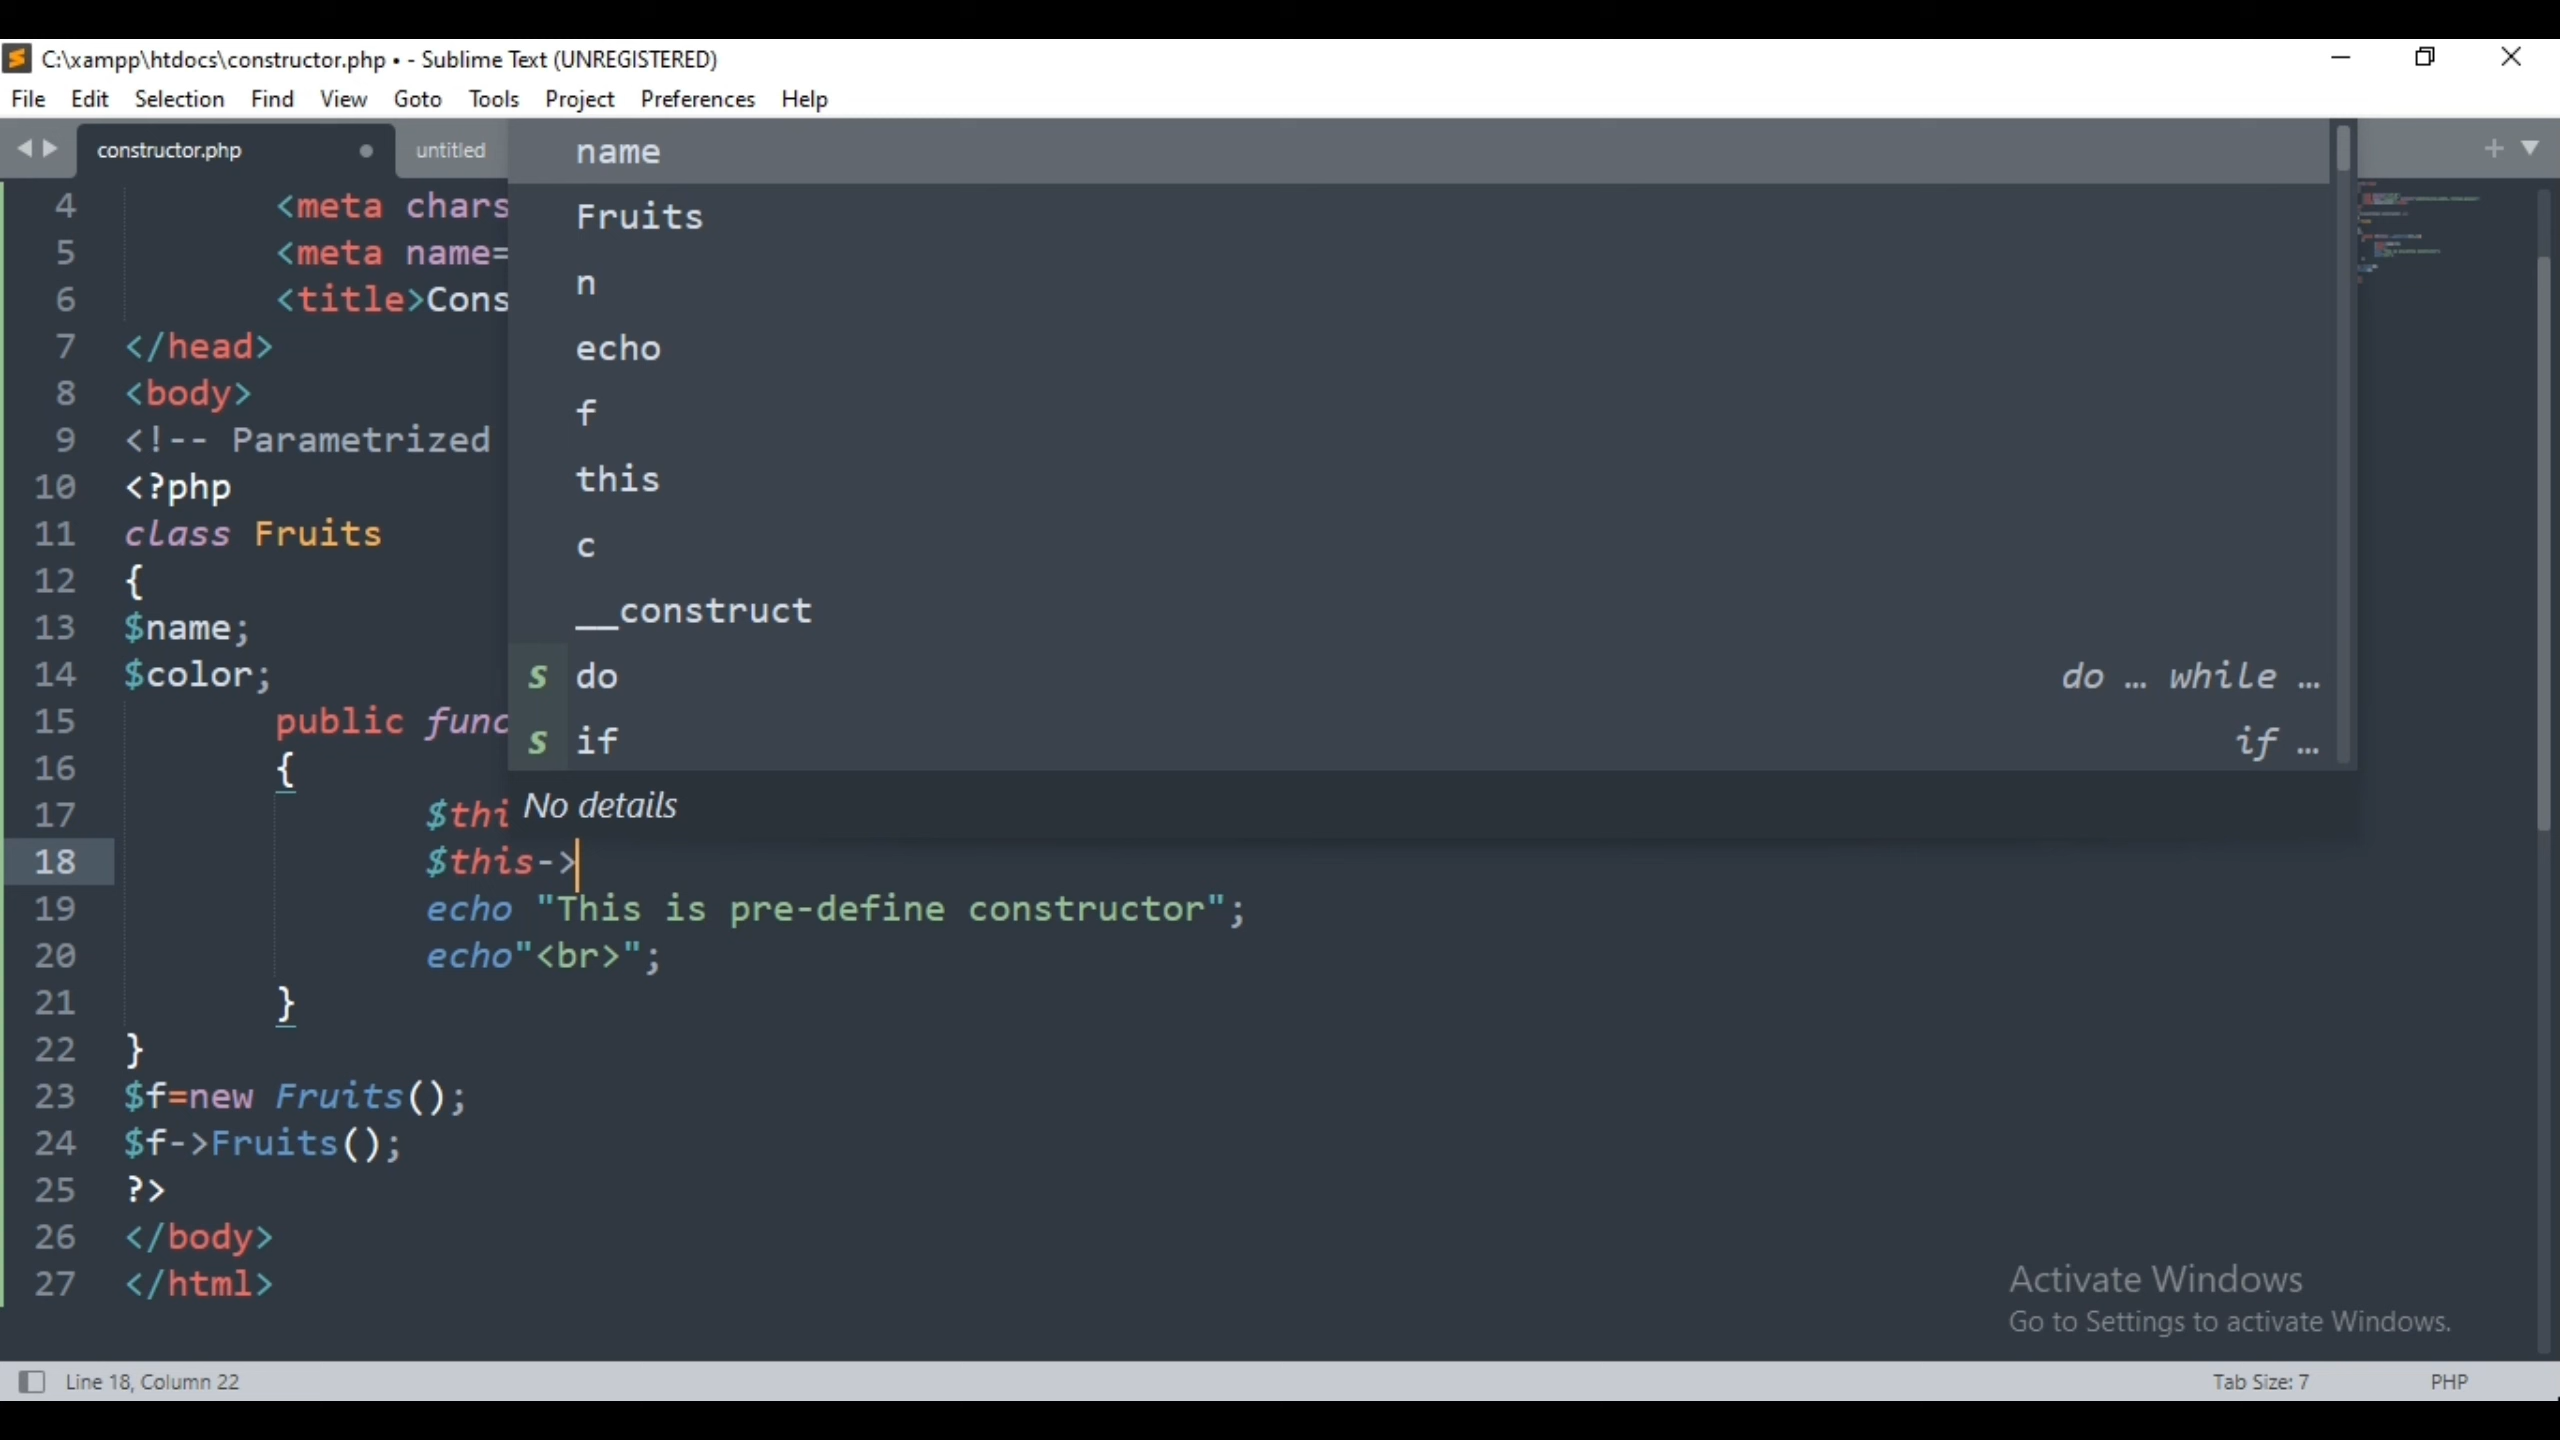 C:\xampp\htdocs\constructor.php • - Sublime Text (UNREGISTERED)
File Edit Selection Find View Goto Tools Project Preferences Help
constructor.php untitled
name
Fruits
n
echo
f
this
c
__construct
S do do … while …
S if if …
No details
4 <meta chars
5 <meta name=
6 <title>Cons
7 </head>
8 <body>
9 <!-- Parametrized
10 <?php
11 class Fruits
12 {
13 $name;
14 $color;
15 public func
16 {
17 $thi
18 $this->
19 echo "This is pre-define constructor";
20 echo"<br>";
21 }
22 }
23 $f=new Fruits();
24 $f->Fruits();
25 ?>
26 </body>
27 </html>
Activate Windows
Go to Settings to activate Windows.
Line 18, Column 22 Tab Size: 7 PHP